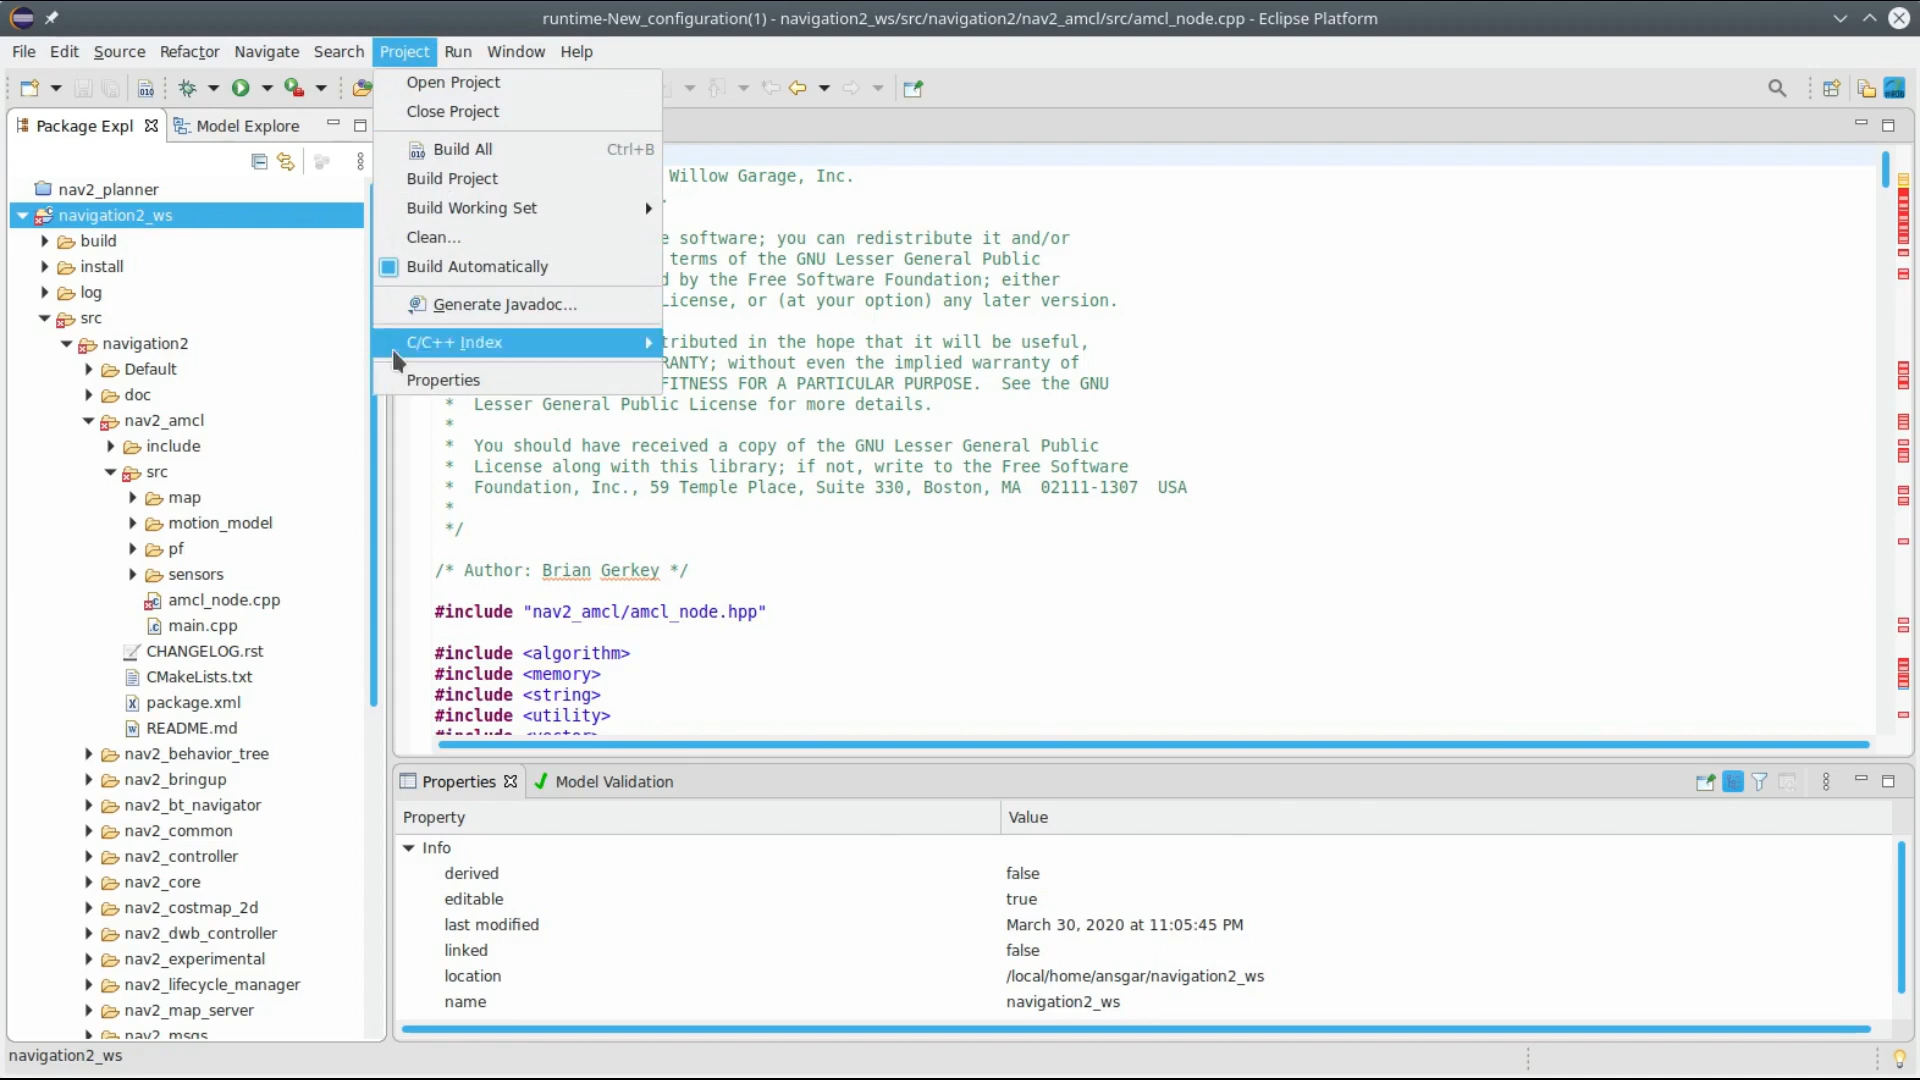 runtime-New_configuration(1) - navigation2_ws/src/navigation2/nav2_amcl/src/amcl_node.cpp - Eclipse Platform
File Edit Source Refactor Navigate Search Project Run Window Help
Open Project
Close Project
Build All Ctrl+B
Build Project
Build Working Set
Clean...
Build Automatically
Generate Javadoc...
C/C++ Index
Properties
Package Expl Model Explore
nav2_planner
navigation2_ws
build
install
log
src
navigation2
Default
doc
nav2_amcl
include
src
map
motion_model
pf
sensors
amcl_node.cpp
main.cpp
CHANGELOG.rst
CMakeLists.txt
package.xml
README.md
nav2_behavior_tree
nav2_bringup
nav2_bt_navigator
nav2_common
nav2_controller
nav2_core
nav2_costmap_2d
nav2_dwb_controller
nav2_experimental
nav2_lifecycle_manager
nav2_map_server
nav2_msgs
Willow Garage, Inc.
.
e software; you can redistribute it and/or
terms of the GNU Lesser General Public
d by the Free Software Foundation; either
License, or (at your option) any later version.
tributed in the hope that it will be useful,
RANTY; without even the implied warranty of
FITNESS FOR A PARTICULAR PURPOSE.  See the GNU
*  Lesser General Public License for more details.
*
*  You should have received a copy of the GNU Lesser General Public
*  License along with this library; if not, write to the Free Software
*  Foundation, Inc., 59 Temple Place, Suite 330, Boston, MA  02111-1307  USA
*
*/
/* Author: Brian Gerkey */
#include "nav2_amcl/amcl_node.hpp"
#include <algorithm>
#include <memory>
#include <string>
#include <utility>
#include <vector>
Properties Model Validation
Property Value
Info
derived false
editable true
last modified March 30, 2020 at 11:05:45 PM
linked false
location /local/home/ansgar/navigation2_ws
name navigation2_ws
navigation2_ws